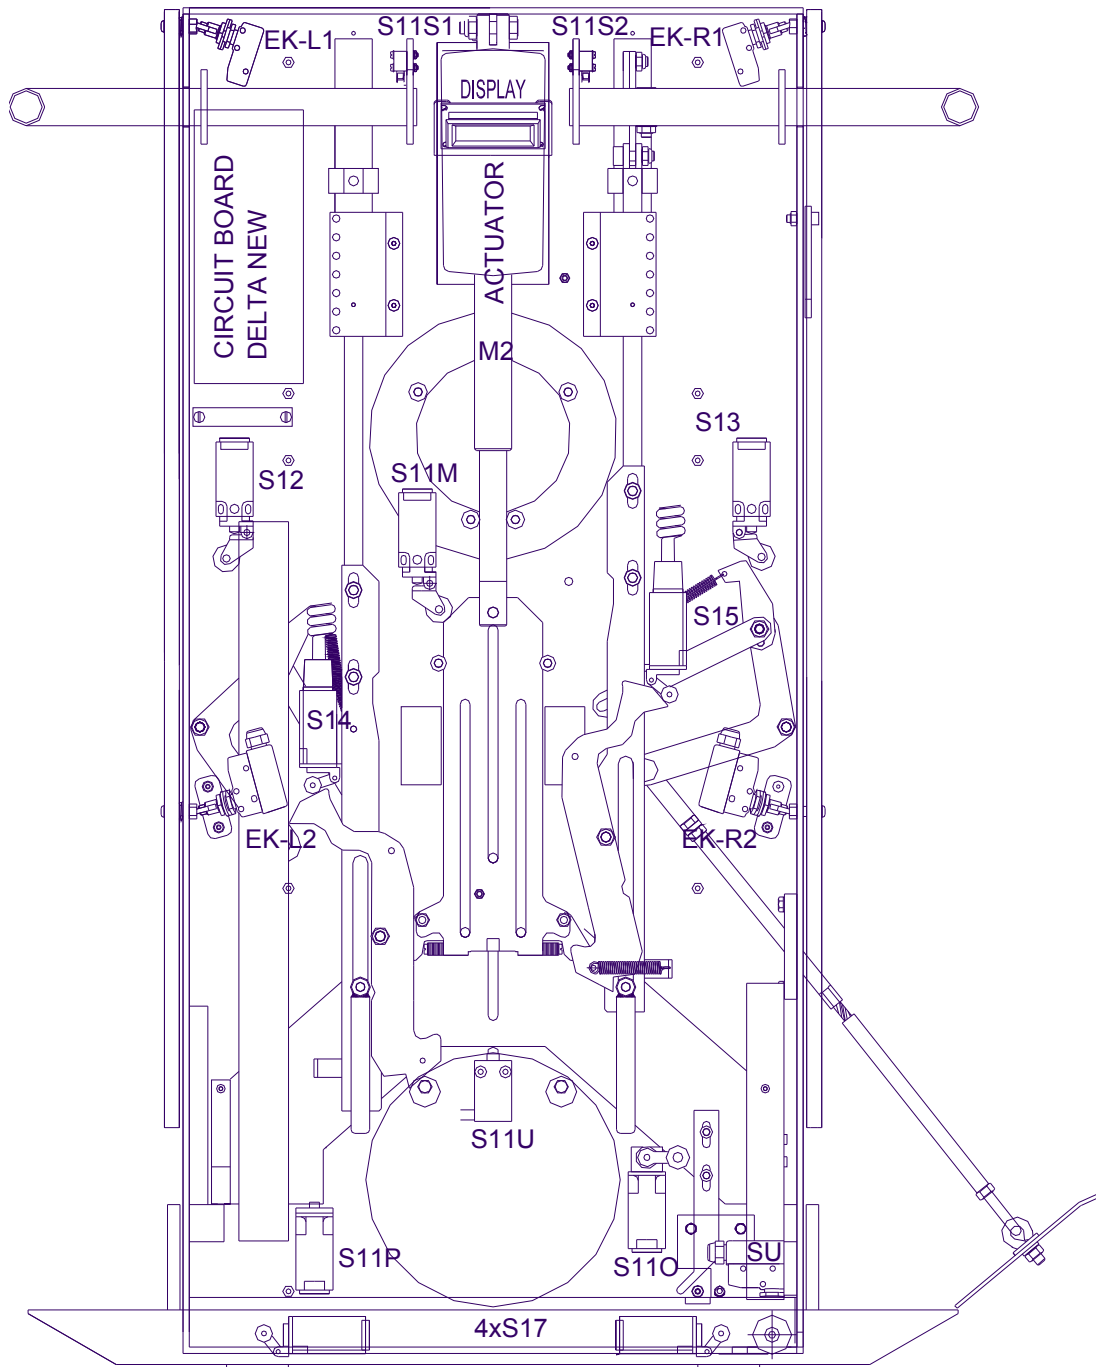 S11S1
S11S2
EK-L1
EK-R1
DISPLAY
CIRCUIT BOARD
DELTA NEW
ACTUATOR
M2
S13
S12
S11M
S15
S14
EK-L2
EK-R2
S11U
S11P
S11O
SU
4xS17